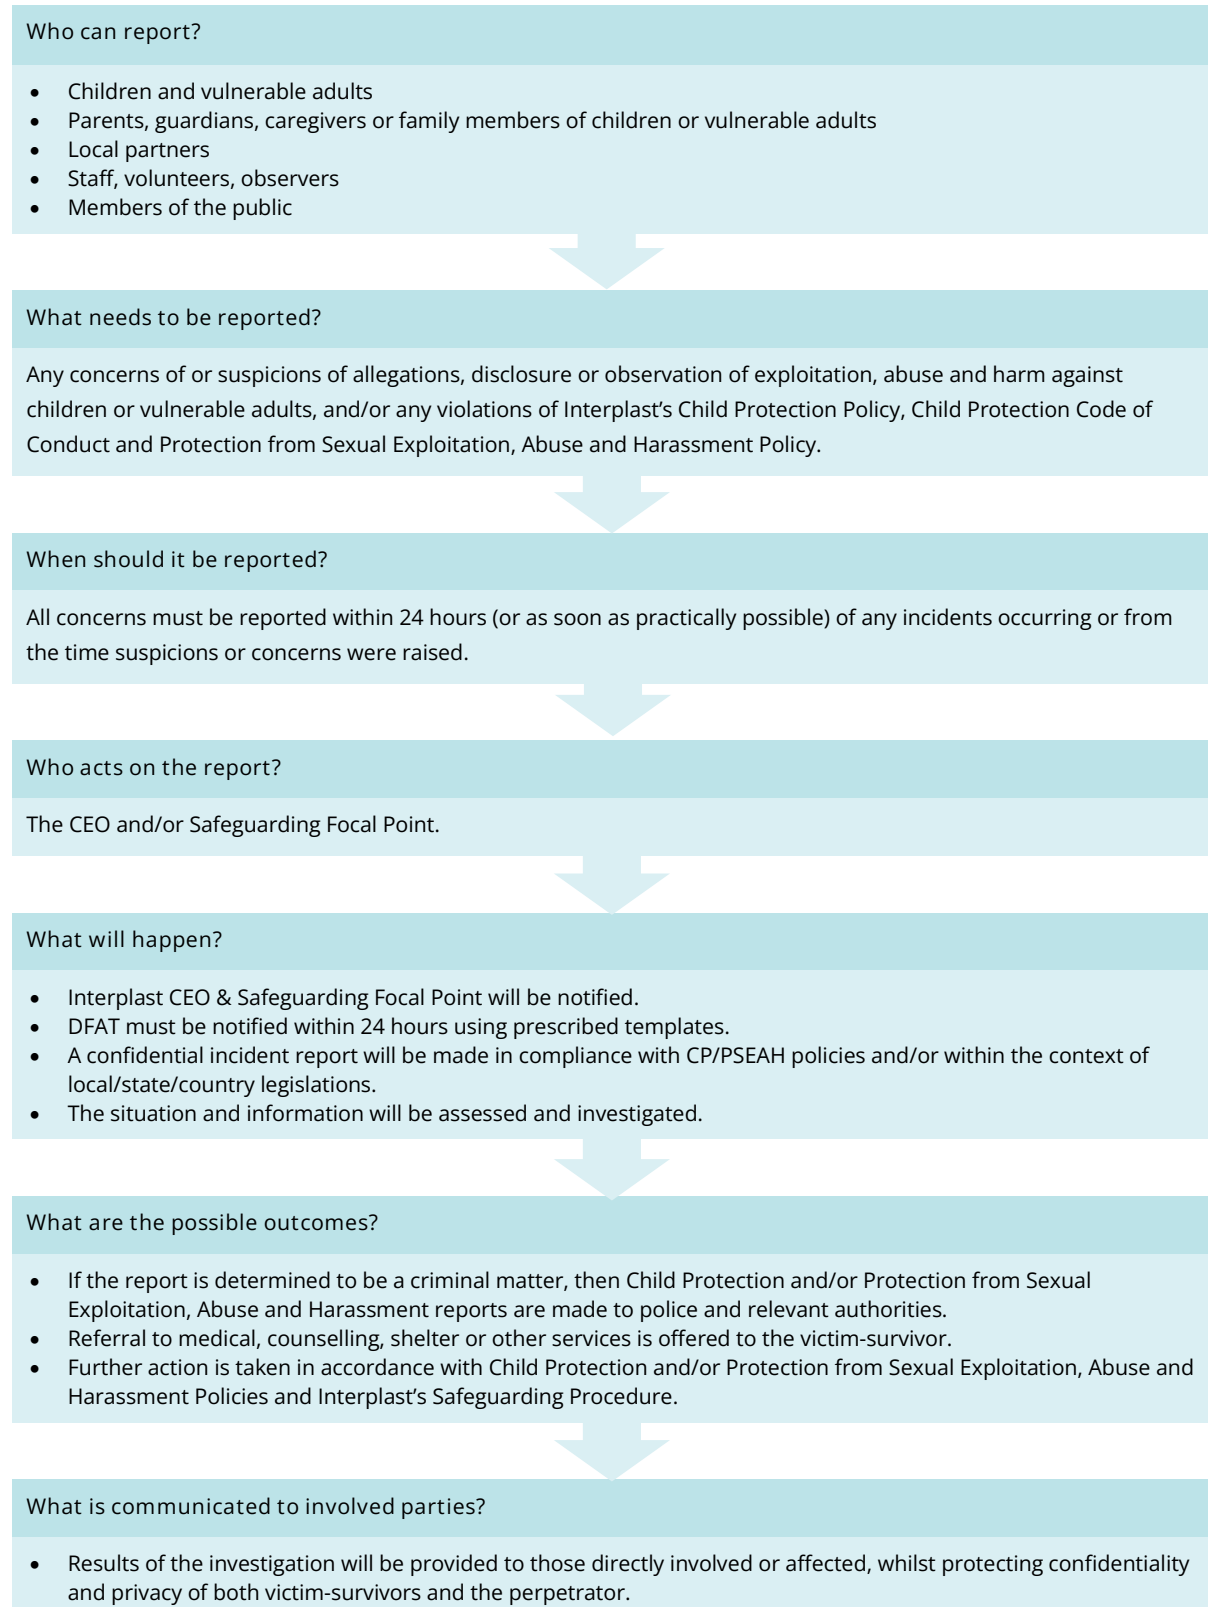 Who can report?
• Children and vulnerable adults
• Parents, guardians, caregivers or family members of children or vulnerable adults
• Local partners
• Staff, volunteers, observers
• Members of the public
What needs to be reported?
Any concerns of or suspicions of allegations, disclosure or observation of exploitation, abuse and harm against
children or vulnerable adults, and/or any violations of Interplast’s Child Protection Policy, Child Protection Code of
Conduct and Protection from Sexual Exploitation, Abuse and Harassment Policy.
When should it be reported?
All concerns must be reported within 24 hours (or as soon as practically possible) of any incidents occurring or from
the time suspicions or concerns were raised.
Who acts on the report?
The CEO and/or Safeguarding Focal Point.
What will happen?
• Interplast CEO & Safeguarding Focal Point will be notified.
• DFAT must be notified within 24 hours using prescribed templates.
• A confidential incident report will be made in compliance with CP/PSEAH policies and/or within the context of
local/state/country legislations.
• The situation and information will be assessed and investigated.
What are the possible outcomes?
• If the report is determined to be a criminal matter, then Child Protection and/or Protection from Sexual
Exploitation, Abuse and Harassment reports are made to police and relevant authorities.
• Referral to medical, counselling, shelter or other services is offered to the victim-survivor.
• Further action is taken in accordance with Child Protection and/or Protection from Sexual Exploitation, Abuse and
Harassment Policies and Interplast’s Safeguarding Procedure.
What is communicated to involved parties?
• Results of the investigation will be provided to those directly involved or affected, whilst protecting confidentiality
and privacy of both victim-survivors and the perpetrator.